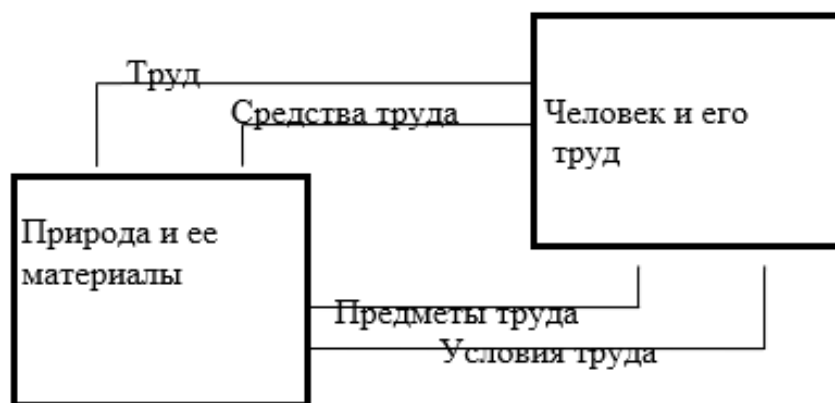 Труд
Средства труда
Человек и его
труд
Природа и ее
материалы
Предметы труда
Условия труда